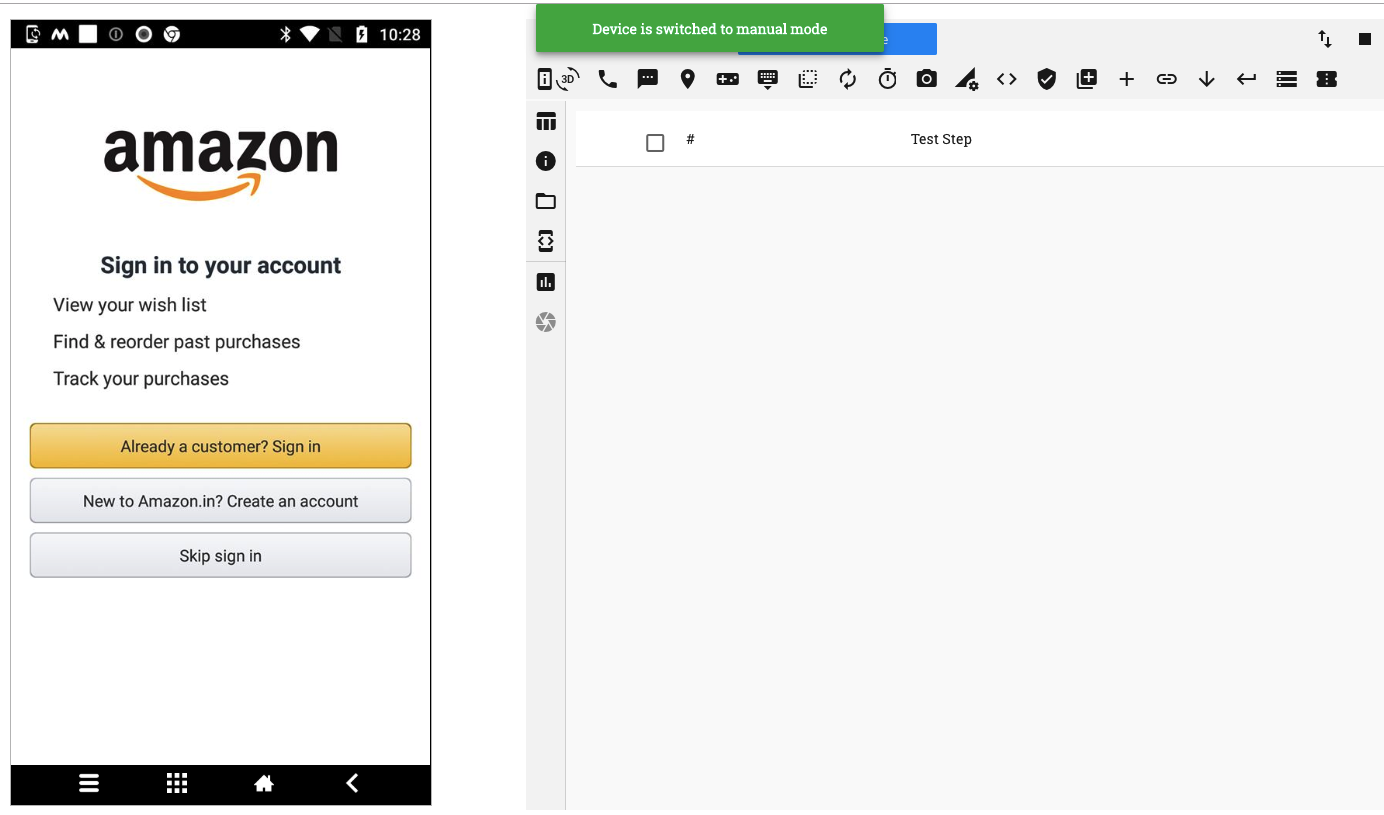 10:28
amazon
Sign in to your account
View your wish list
Find & reorder past purchases
Track your purchases
Already a customer? Sign in
New to Amazon.in? Create an account
Skip sign in
Device is switched to manual mode
3D
# Test Step